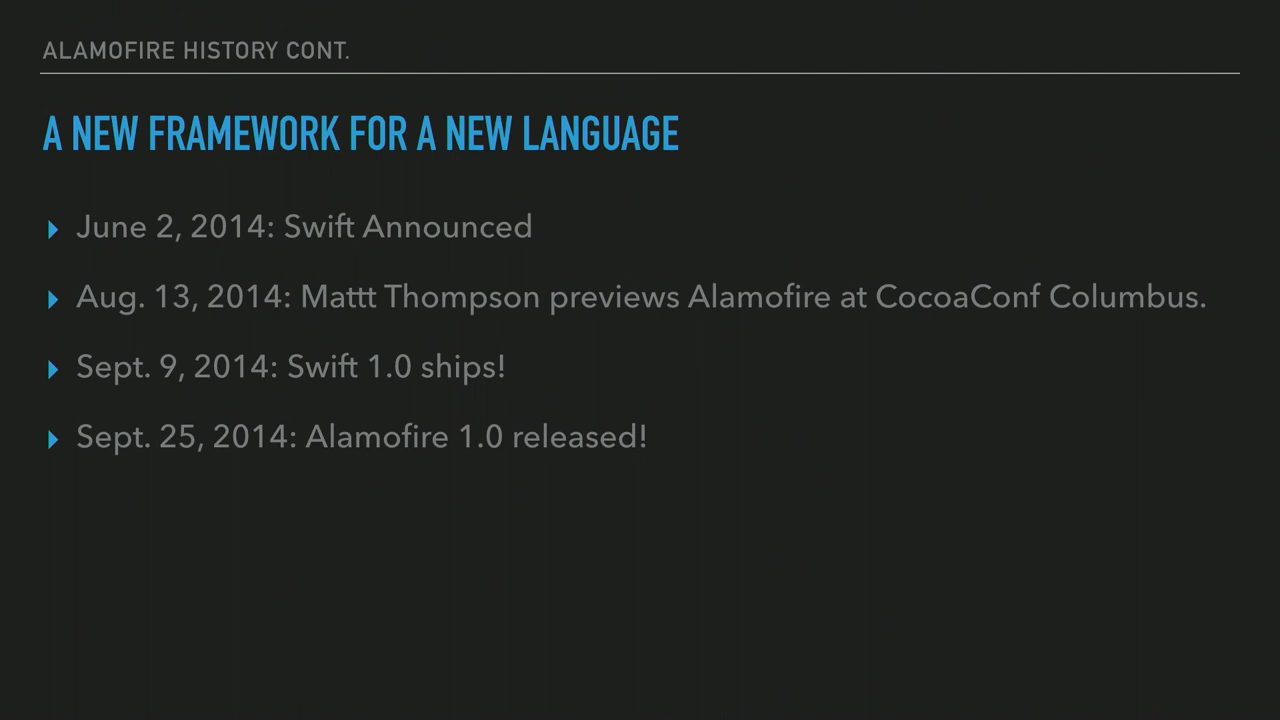 ALAMOFIRE HISTORY CONT.
A NEW FRAMEWORK FOR A NEW LANGUAGE
June 2, 2014: Swift Announced
Aug. 13, 2014: Mattt Thompson previews Alamofire at CocoaConf Columbus.
Sept. 9, 2014: Swift 1.0 ships!
Sept. 25, 2014: Alamofire 1.0 released!